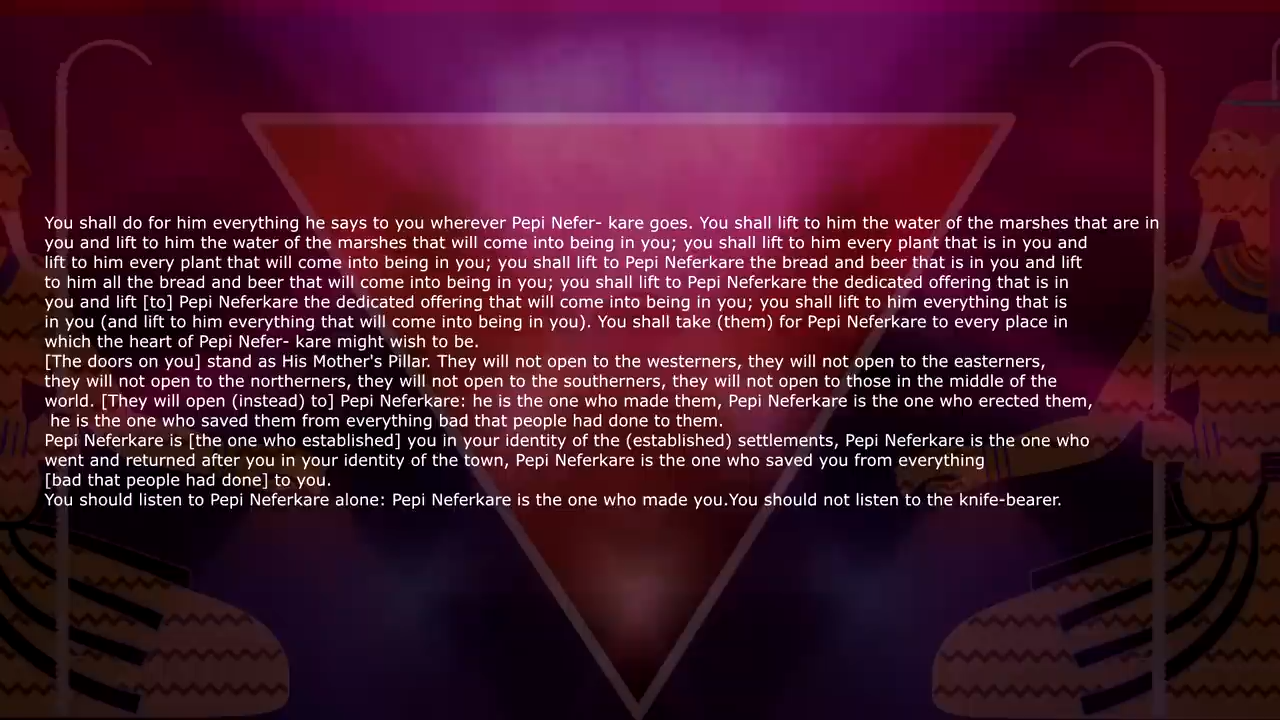 You shall do for him everything he says to you wherever Pepi Nefer- kare goes. You shall lift to him the water of the marshes that are in
you and lift to him the water of the marshes that will come into being in you; you shall lift to him every plant that is in you and
lift to him every plant that will come into being in you; you shall lift to Pepi Neferkare the bread and beer that is in you and lift
to him all the bread and beer that will come into being in you; you shall lift to Pepi Neferkare the dedicated offering that is in
you and lift [to] Pepi Neferkare the dedicated offering that will come into being in you; you shall lift to him everything that is
in you (and lift to him everything that will come into being in you). You shall take (them) for Pepi Neferkare to every place in
which the heart of Pepi Nefer- kare might wish to be.
[The doors on you] stand as His Mother's Pillar. They will not open to the westerners, they will not open to the easterners,
they will not open to the northerners, they will not open to the southerners, they will not open to those in the middle of the
world. [They will open (instead) to] Pepi Neferkare: he is the one who made them, Pepi Neferkare is the one who erected them,
he is the one who saved them from everything bad that people had done to them.
Pepi Neferkare is [the one who established] you in your identity of the (established) settlements, Pepi Neferkare is the one who
went and returned after you in your identity of the town, Pepi Neferkare is the one who saved you from everything
[bad that people had done] to you.
You should listen to Pepi Neferkare alone: Pepi Neferkare is the one who made you.You should not listen to the knife-bearer.